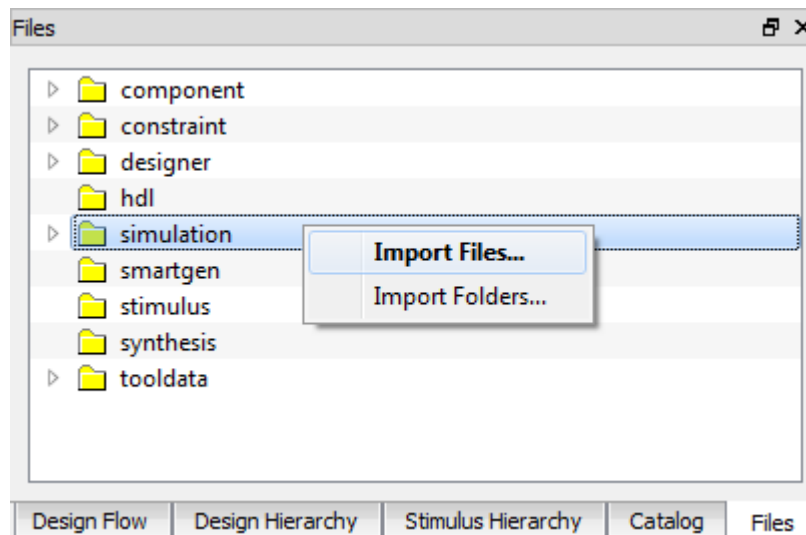 Files
component
constraint
designer
hdl
simulation
Import Files...
smartgen
Import Folders...
stimulus
synthesis
tooldata
Design Flow Design Hierarchy Stimulus Hierarchy Catalog Files